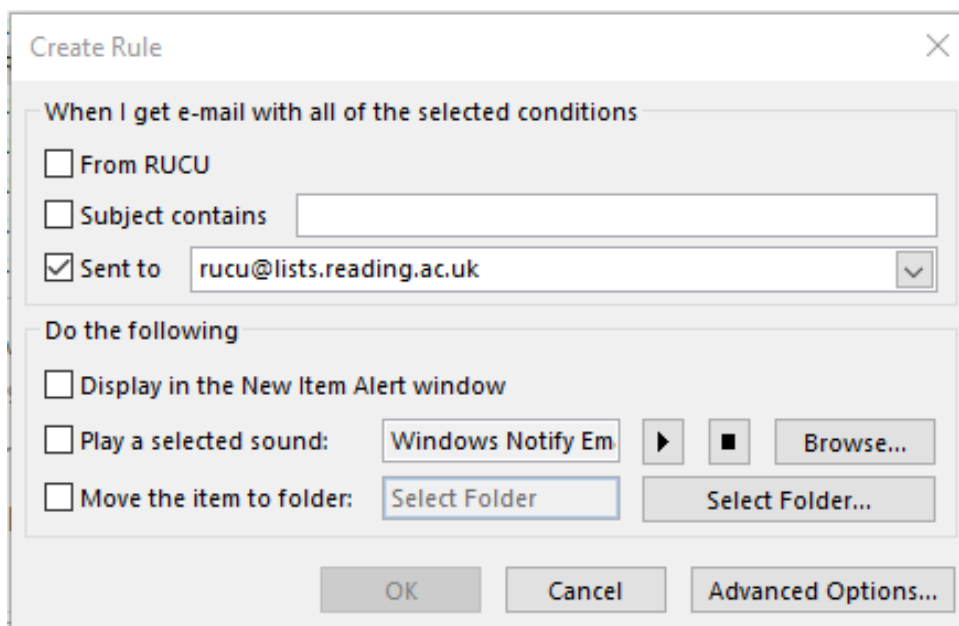 Create Rule
When I get e-mail with all of the selected conditions
From RUCU
Subject contains
Sent to rucu@lists.reading.ac.uk
Do the following
Display in the New Item Alert window
Play a selected sound: Windows Notify Em Browse...
Move the item to folder: Select Folder Select Folder...
OK Cancel Advanced Options...